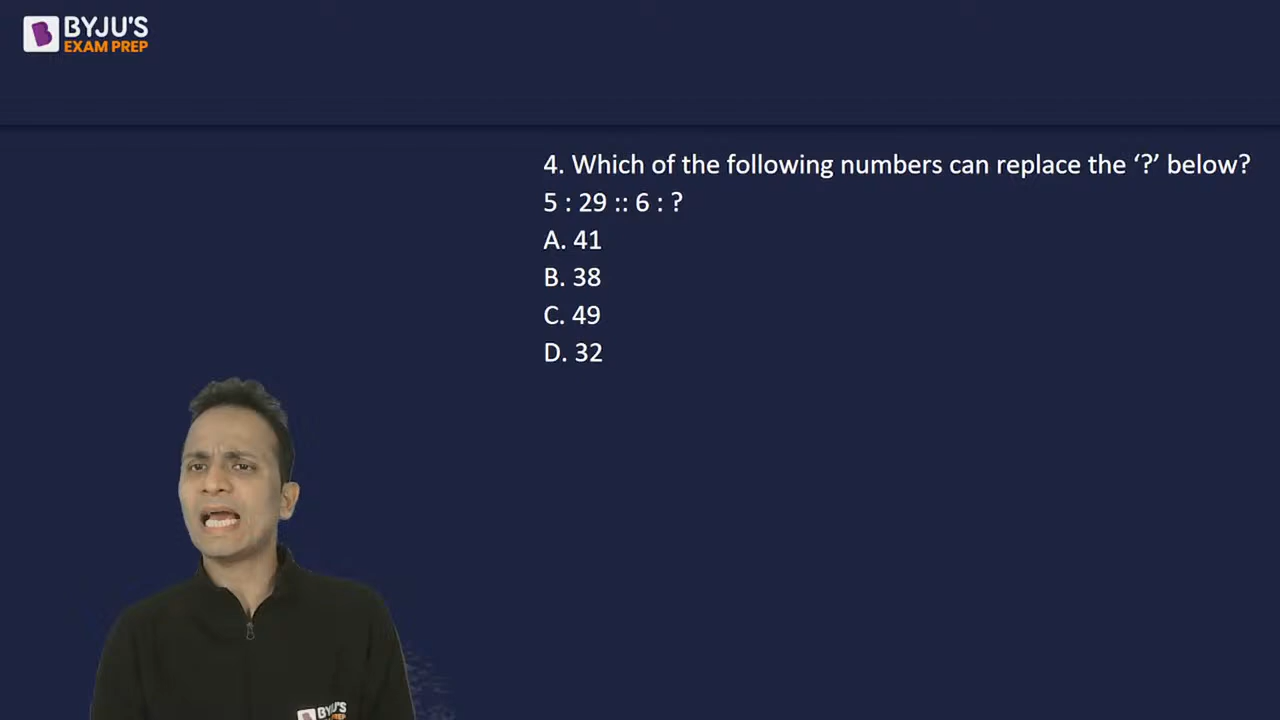 BYJU'S
EXAM PREP
4. Which of the following numbers can replace the ‘?’ below?
5 : 29 :: 6 : ?
A. 41
B. 38
C. 49
D. 32
BYJU'S